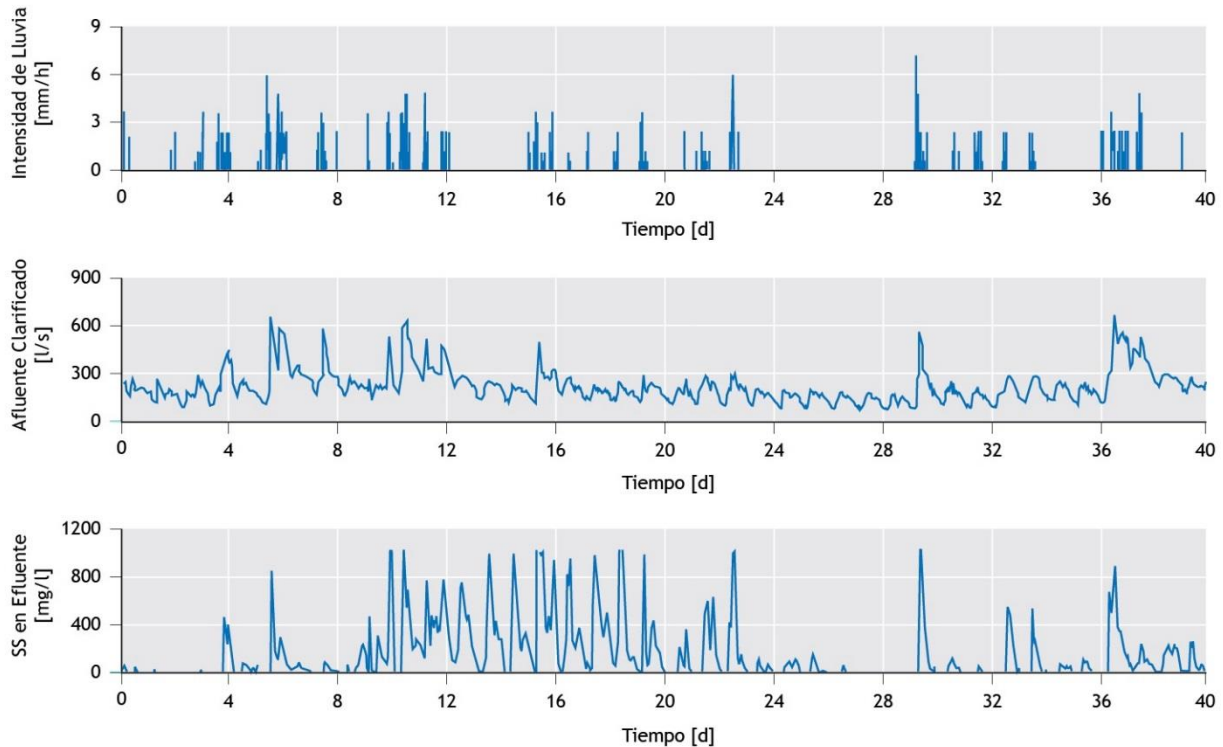 Intensidad de Lluvia
[mm/h]
9
6
3
0
0 4 8 12 16 20 24 28 32 36 40
Tiempo [d]
Afluente Clarificado
[l/s]
900
600
300
0
0 4 8 12 16 20 24 28 32 36 40
Tiempo [d]
SS en Efluente
[mg/l]
1200
800
400
0
0 4 8 12 16 20 24 28 32 36 40
Tiempo [d]